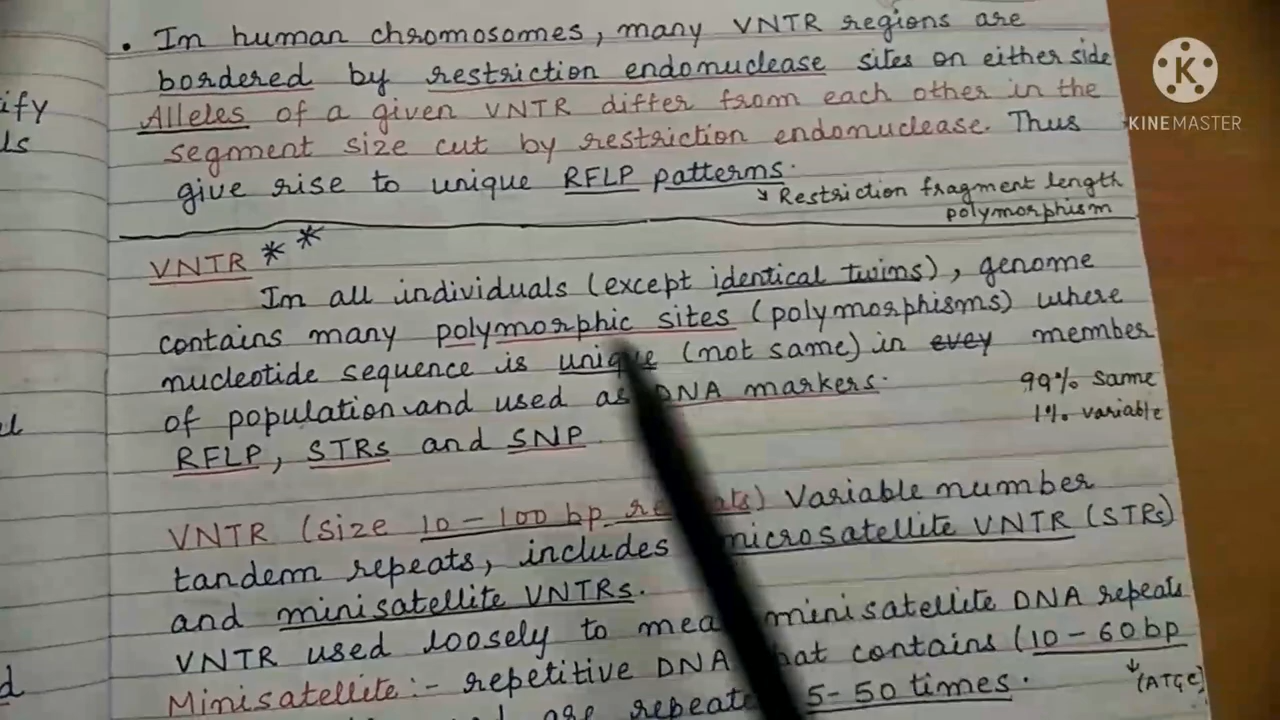 • In human chromosomes, many VNTR regions are
bordered by restriction endonuclease sites on either side
Alleles of a given VNTR differ from each other in the
segment size cut by restriction endonuclease. Thus
give rise to unique RFLP patterns.
↘ Restriction fragment length
polymorphism
VNTR **
In all individuals (except identical twins), genome
contains many polymorphic sites (polymorphisms) where
nucleotide sequence is unique (not same) in evey member
of population and used as DNA markers.
99% same
1% variable
RFLP, STRs and SNP
VNTR (size 10-100 bp repeats) Variable number
tandem repeats, includes microsatellite VNTR (STRs)
and minisatellite VNTRs.
VNTR used loosely to mea minisatellite DNA repeats
Minisatellite:- repetitive DNA that contains (10-60 bp
are repeate 5-50 times.
ify
ls
d
K
KINEMASTER